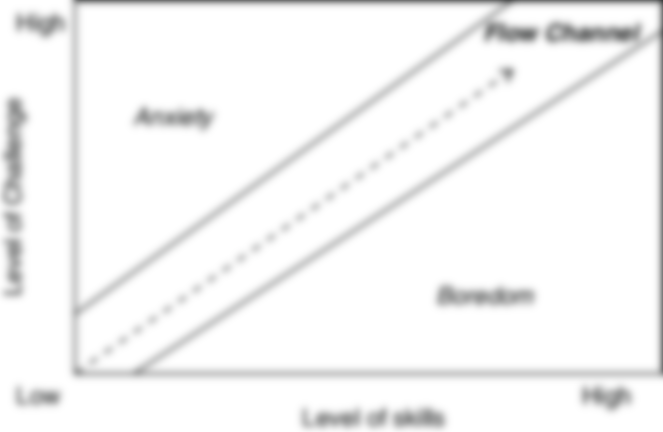 High
Flow Channel
Anxiety
Level of Challenge
Boredom
Low
High
Level of skills